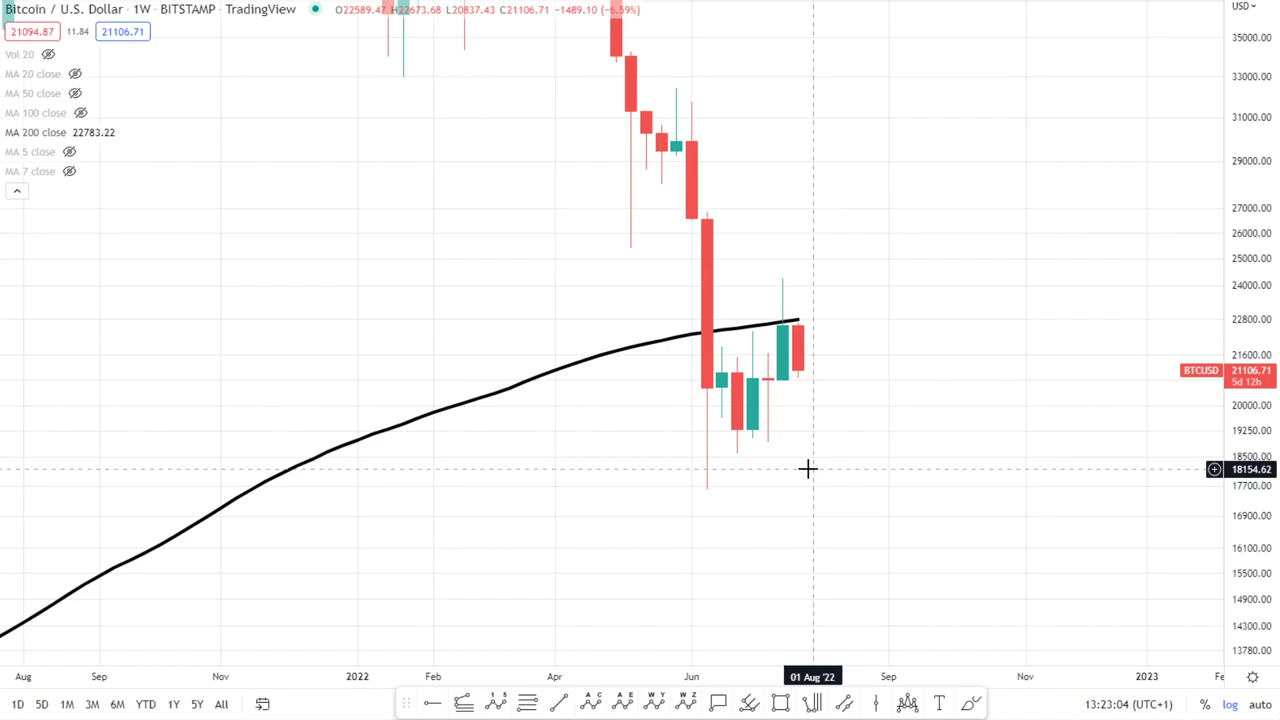 Bitcoin / U.S. Dollar · 1W · BITSTAMP · TradingView O22589.47 H22673.68 L20837.43 C21106.71 −1489.10 (−6.59%) USD
21094.87 11.84 21106.71
Vol 20
MA 20 close
MA 50 close
MA 100 close
MA 200 close 22783.22
MA 5 close
MA 7 close
35000.00
33000.00
31000.00
29000.00
27000.00
26000.00
25000.00
24000.00
22800.00
21600.00
BTCUSD 21106.71
5d 12h
20000.00
19250.00
18500.00
18154.62
17700.00
16900.00
16100.00
15500.00
14900.00
14300.00
13780.00
Aug Sep Nov 2022 Feb Apr Jun 01 Aug '22 Sep Nov 2023 Fe
1D 5D 1M 3M 6M YTD 1Y 5Y All 1 5 A C A E W Y W Z T 13:23:04 (UTC+1) % log auto